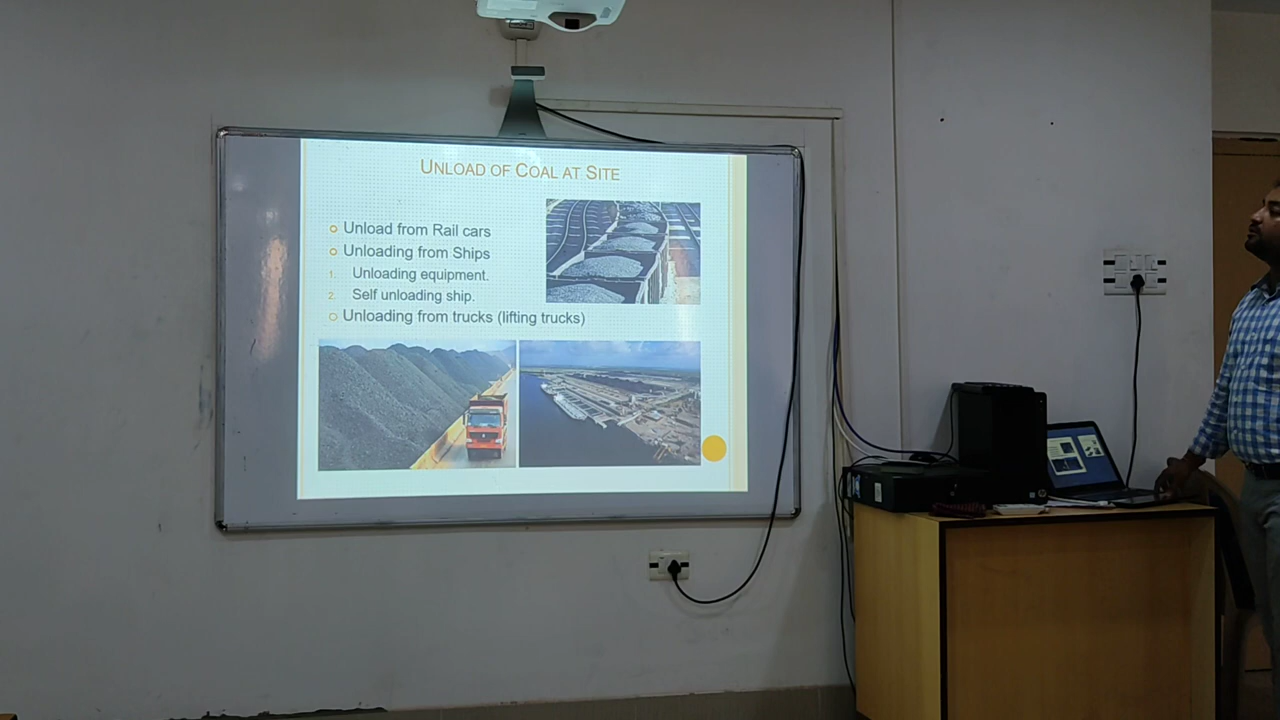 UNLOAD OF COAL AT SITE
Unload from Rail cars
Unloading from Ships
1. Unloading equipment.
2. Self unloading ship.
Unloading from trucks (lifting trucks)